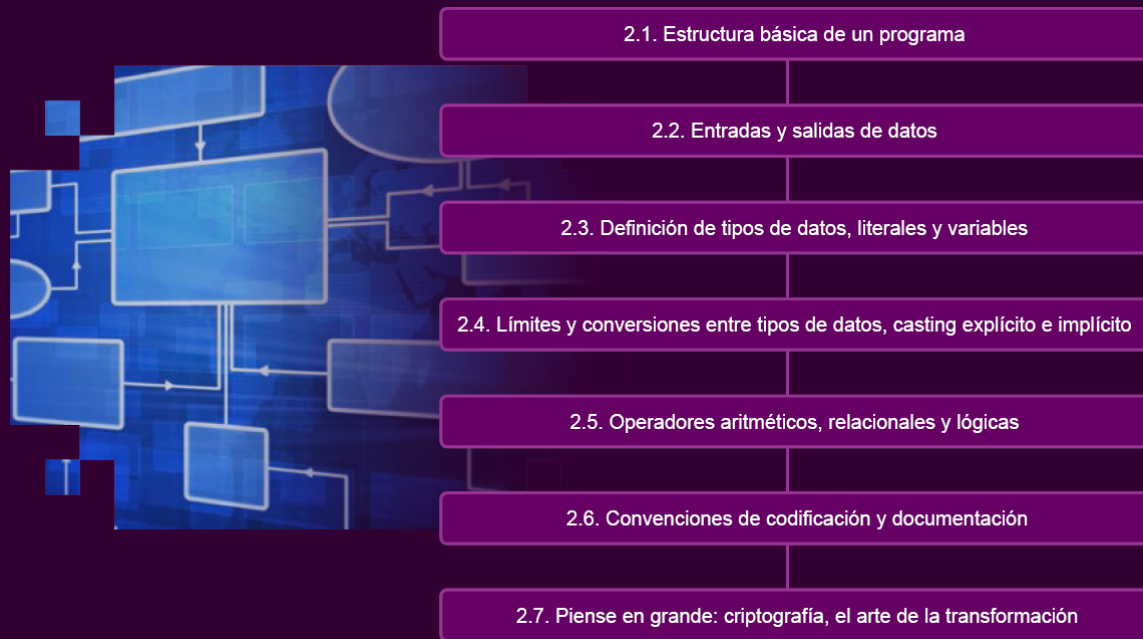 2.1. Estructura básica de un programa
2.2. Entradas y salidas de datos
2.3. Definición de tipos de datos, literales y variables
2.4. Límites y conversiones entre tipos de datos, casting explícito e implícito
2.5. Operadores aritméticos, relacionales y lógicas
2.6. Convenciones de codificación y documentación
2.7. Piense en grande: criptografía, el arte de la transformación